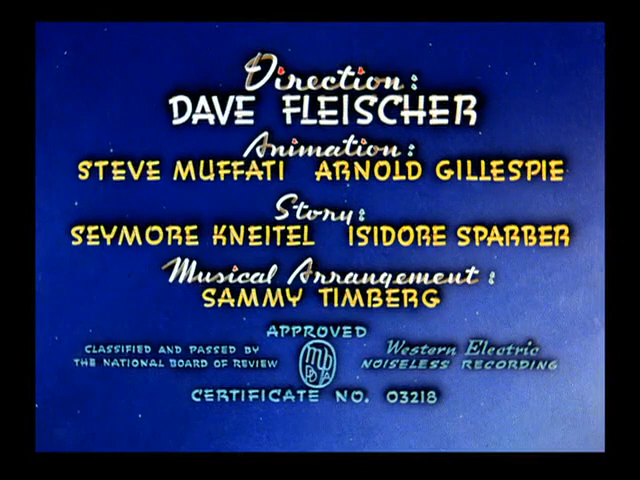 Direction:
DAVE FLEISCHER
Animation:
STEVE MUFFATI ARNOLD GILLESPIE
Story:
SEYMORE KNEITEL ISIDORE SPARBER
Musical Arrangement:
SAMMY TIMBERG
APPROVED
CLASSIFIED AND PASSED BY
THE NATIONAL BOARD OF REVIEW
Western Electric
NOISELESS RECORDING
CERTIFICATE NO. 03218